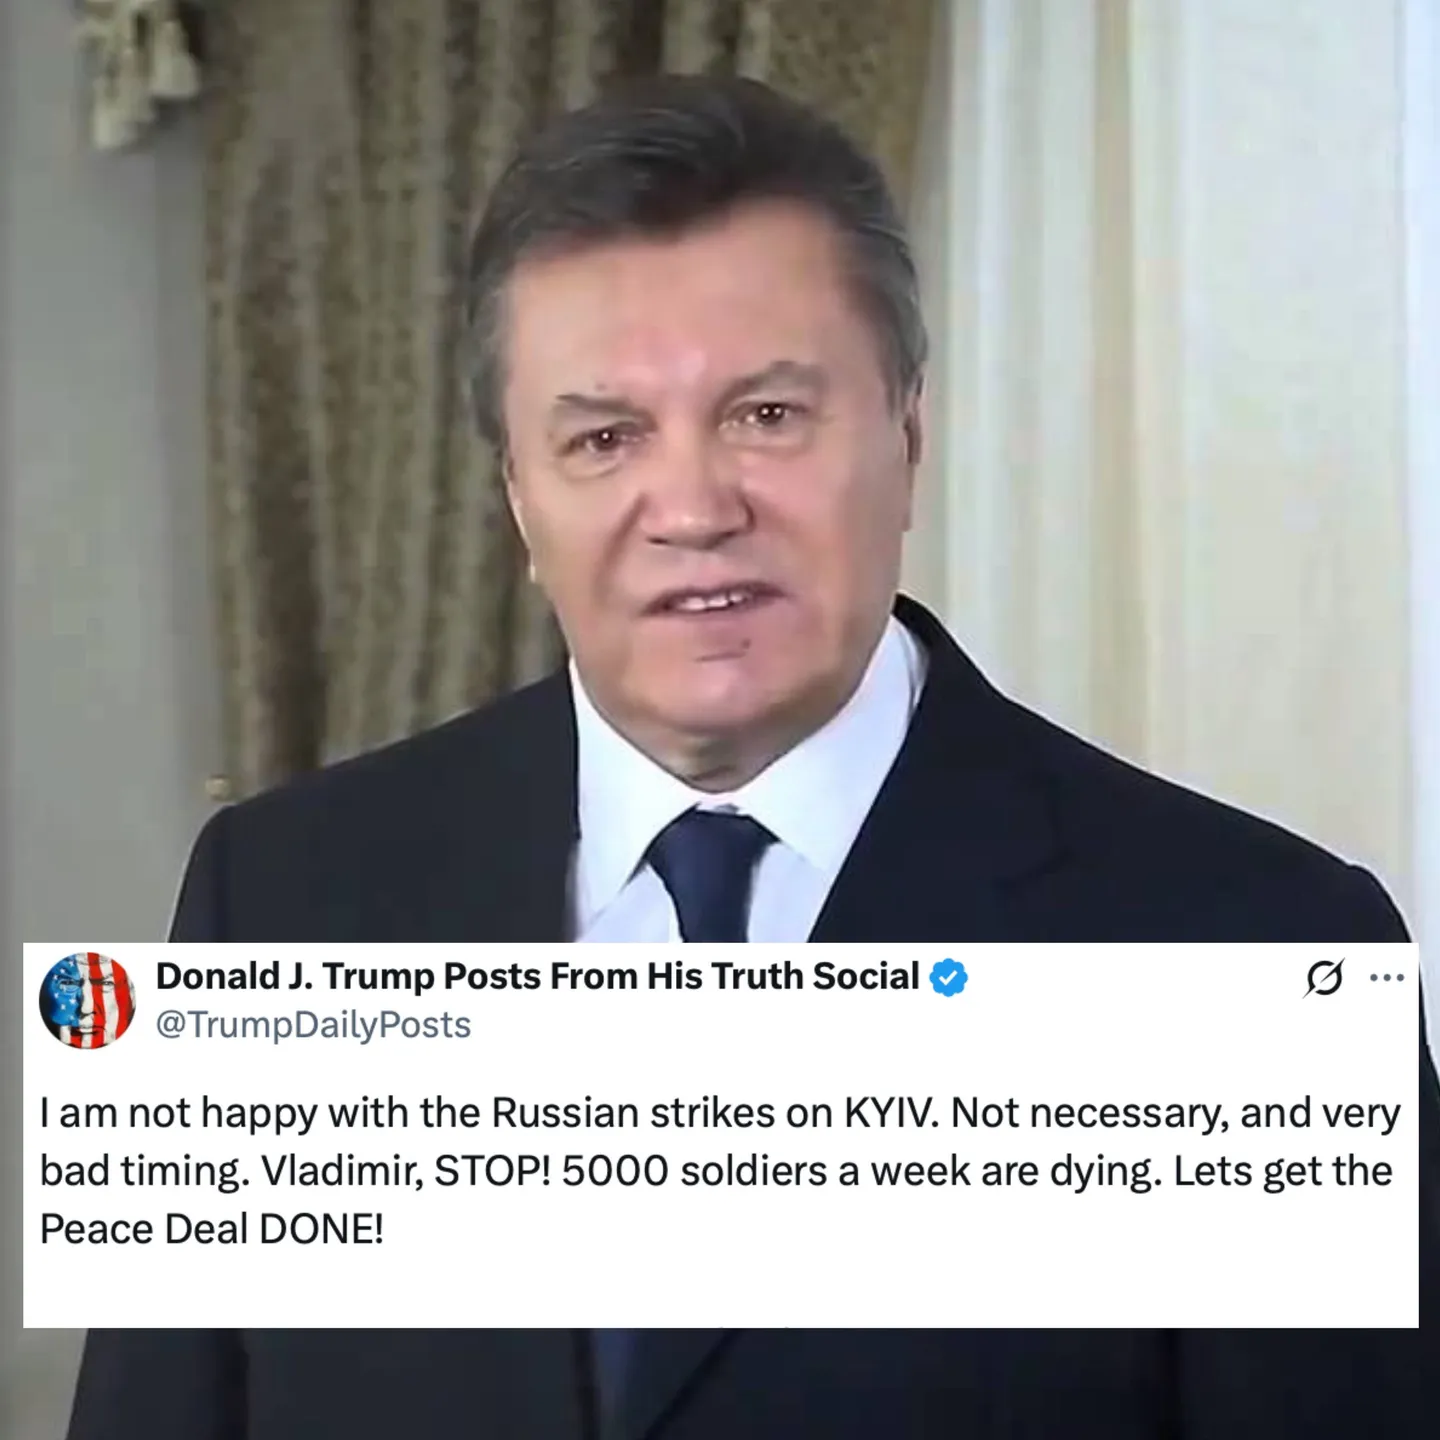 Donald J. Trump Posts From His Truth Social
@TrumpDailyPosts
I am not happy with the Russian strikes on KYIV. Not necessary, and very
bad timing. Vladimir, STOP! 5000 soldiers a week are dying. Lets get the
Peace Deal DONE!